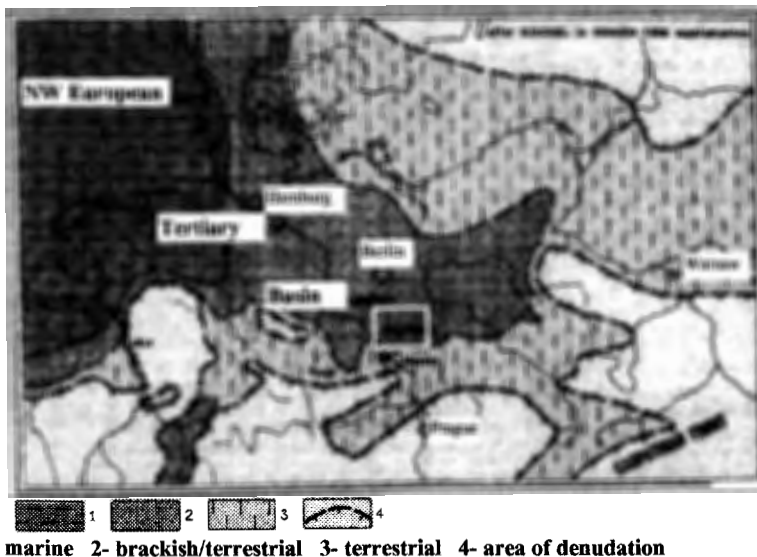 NW European
Hamburg
Tertiary
Berlin
Warsaw
Basin
Prague
1 2 3 4
marine 2- brackish/terrestrial 3- terrestrial 4- area of denudation